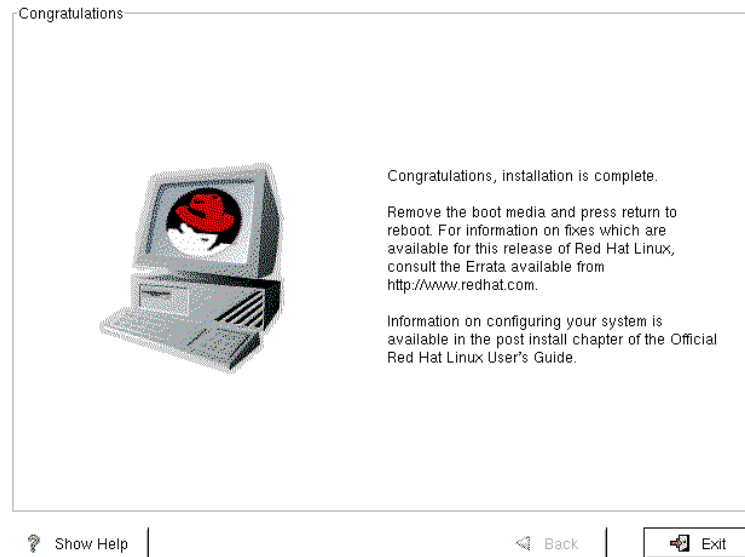 Congratulations
Congratulations, installation is complete.
Remove the boot media and press return to
reboot. For information on fixes which are
available for this release of Red Hat Linux,
consult the Errata available from
http://www.redhat.com.
Information on configuring your system is
available in the post install chapter of the Official
Red Hat Linux User's Guide.
Show Help
Back
Exit